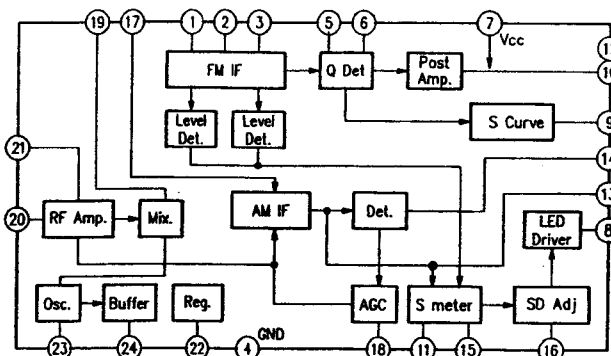 19 17 1 2 3 5 6 7
Vcc
FM IF
Q Det
Post
Amp.
10
Level
Det.
Level
Det.
S Curve
9
21
14
20
RF Amp.
Mix.
AM IF
Det.
13
LED
Driver
8
Osc.
Buffer
Reg.
AGC
S meter
SD Adj
GND
23 24 22 4 18 11 15 16